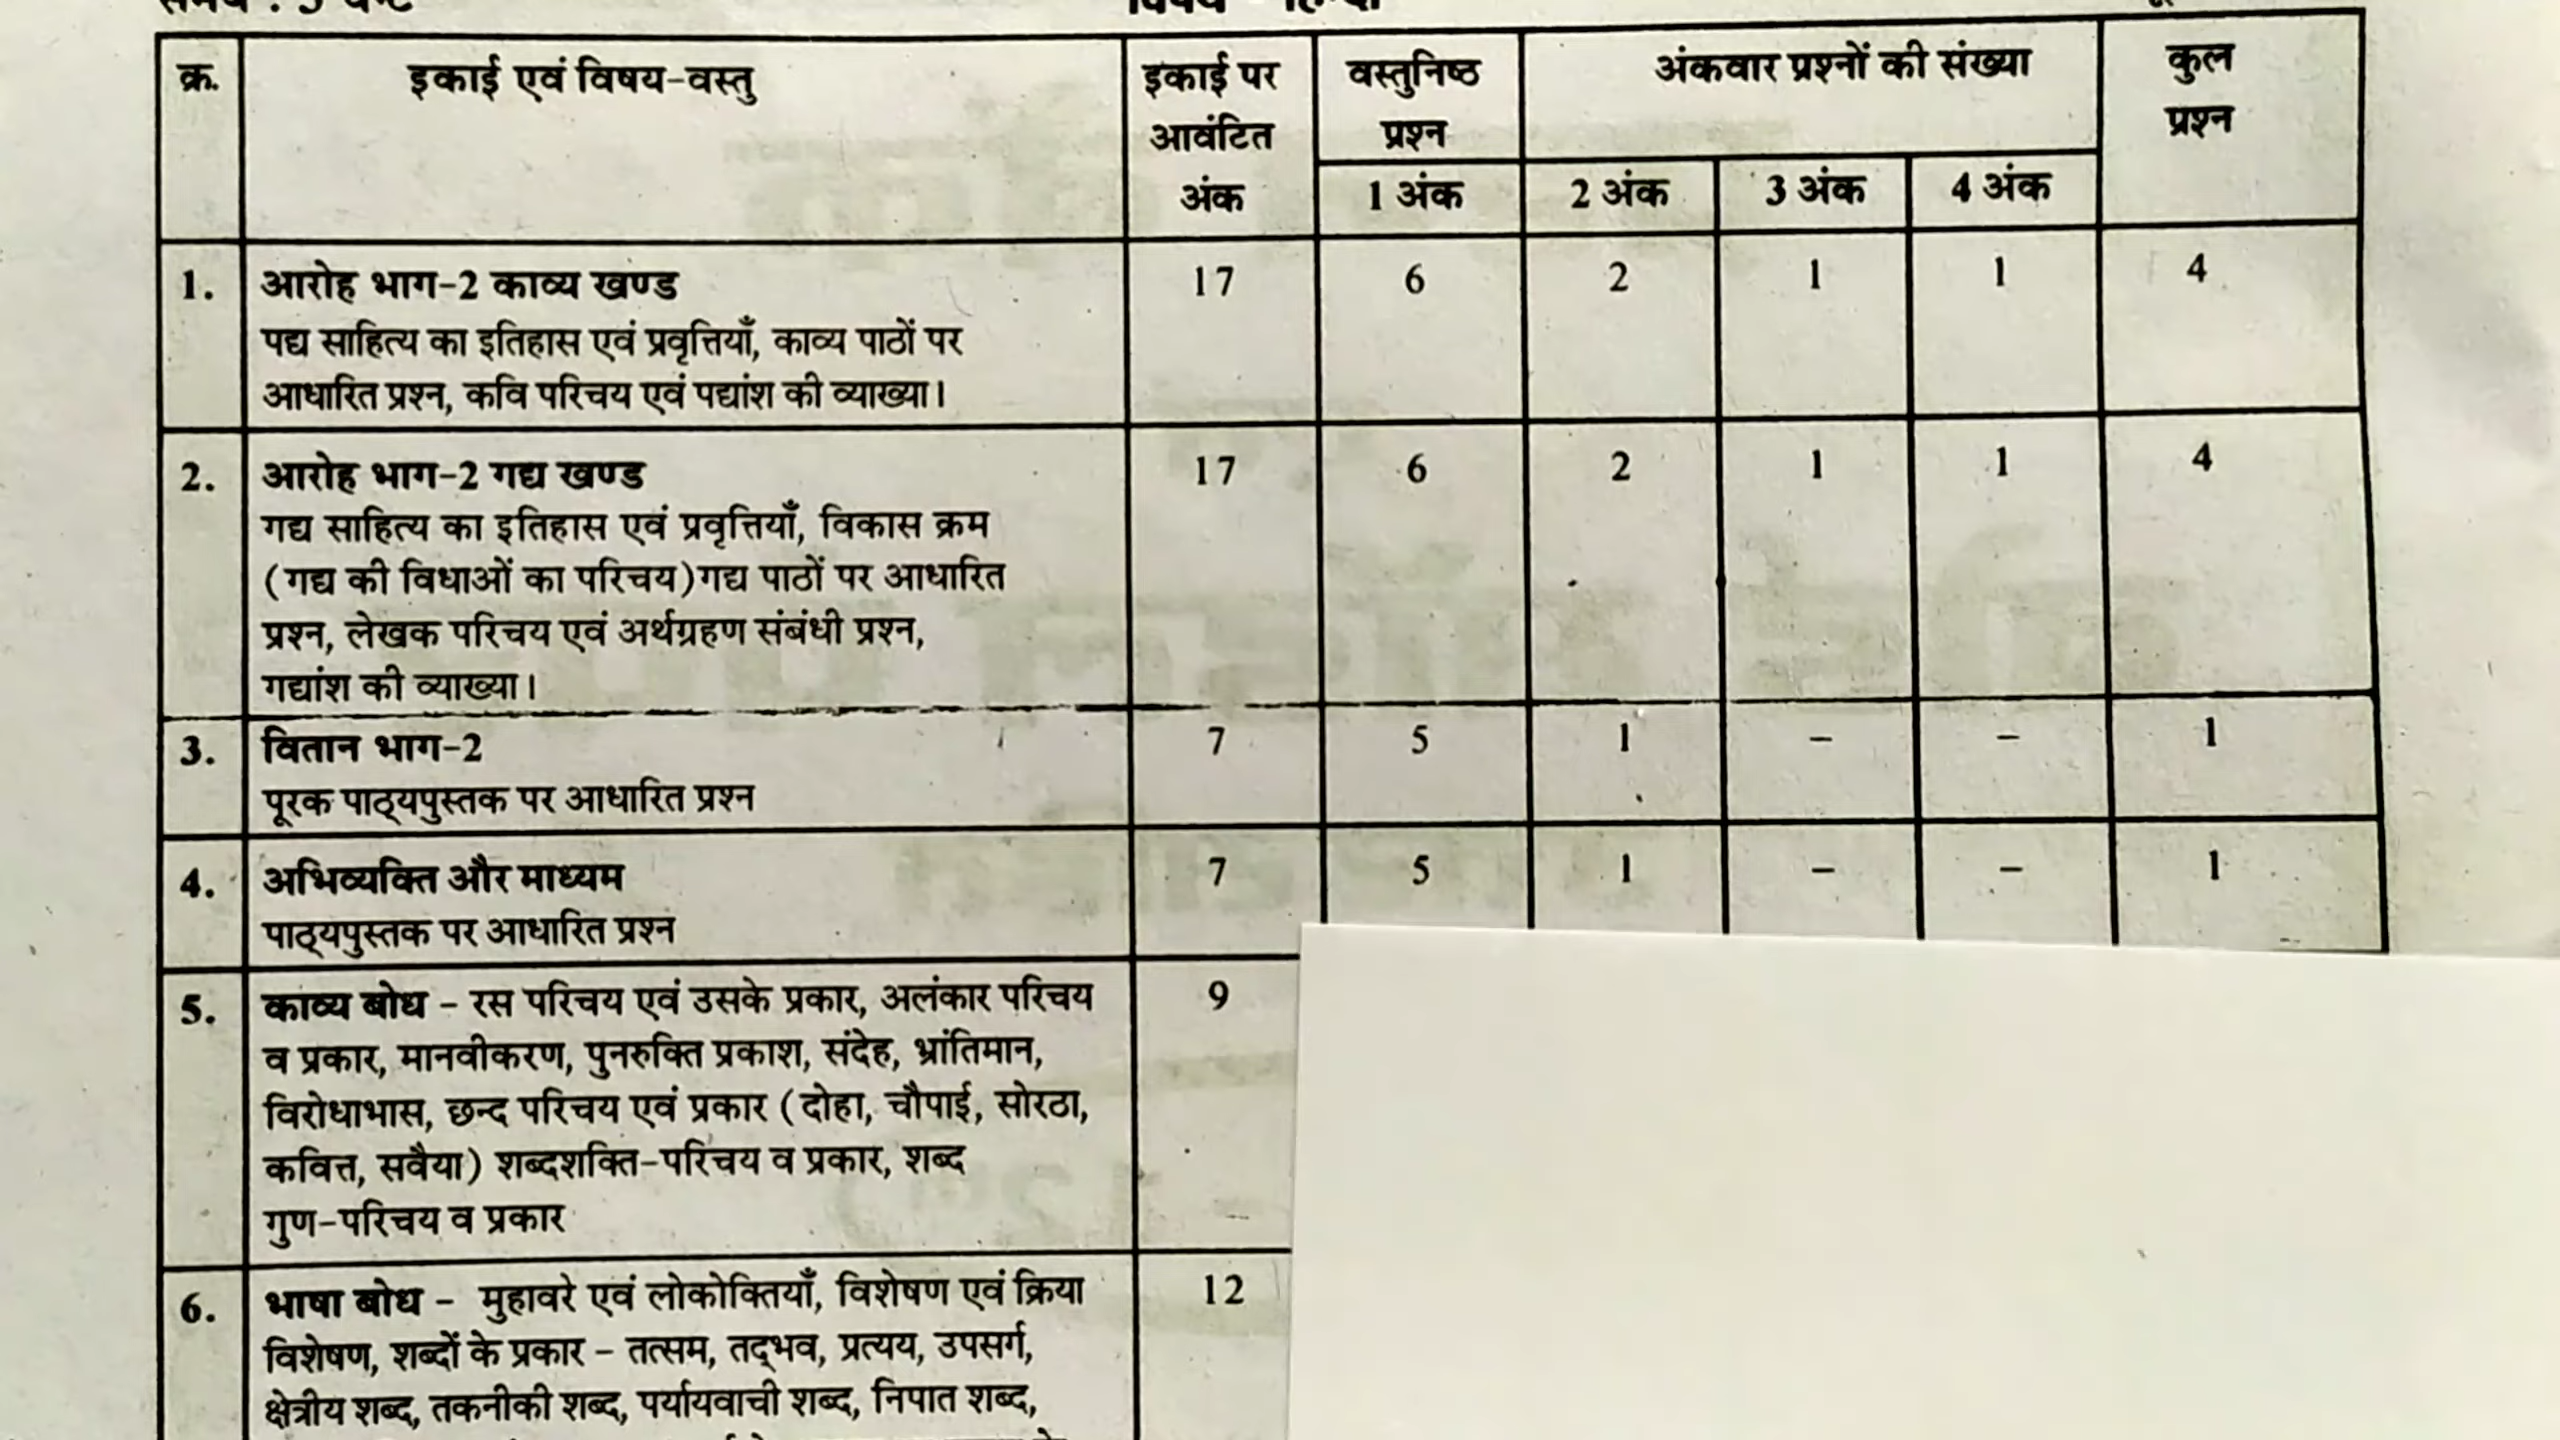 समय : 3 घण्टे विषय - हिन्दी
क्र. इकाई एवं विषय-वस्तु इकाई पर आवंटित अंक वस्तुनिष्ठ प्रश्न अंकवार प्रश्नों की संख्या कुल प्रश्न
1 अंक 2 अंक 3 अंक 4 अंक
1. आरोह भाग-2 काव्य खण्ड 17 6 2 1 1 4
पद्य साहित्य का इतिहास एवं प्रवृत्तियाँ, काव्य पाठों पर
आधारित प्रश्न, कवि परिचय एवं पद्यांश की व्याख्या।
2. आरोह भाग-2 गद्य खण्ड 17 6 2 1 1 4
गद्य साहित्य का इतिहास एवं प्रवृत्तियाँ, विकास क्रम
(गद्य की विधाओं का परिचय)गद्य पाठों पर आधारित
प्रश्न, लेखक परिचय एवं अर्थग्रहण संबंधी प्रश्न,
गद्यांश की व्याख्या।
3. वितान भाग-2 7 5 1 – – 1
पूरक पाठ्यपुस्तक पर आधारित प्रश्न
4. अभिव्यक्ति और माध्यम 7 5 1 – – 1
पाठ्यपुस्तक पर आधारित प्रश्न
5. काव्य बोध – रस परिचय एवं उसके प्रकार, अलंकार परिचय 9
व प्रकार, मानवीकरण, पुनरुक्ति प्रकाश, संदेह, भ्रांतिमान,
विरोधाभास, छन्द परिचय एवं प्रकार (दोहा, चौपाई, सोरठा,
कवित्त, सवैया) शब्दशक्ति-परिचय व प्रकार, शब्द
गुण-परिचय व प्रकार
6. भाषा बोध – मुहावरे एवं लोकोक्तियाँ, विशेषण एवं क्रिया 12
विशेषण, शब्दों के प्रकार – तत्सम, तद्भव, प्रत्यय, उपसर्ग,
क्षेत्रीय शब्द, तकनीकी शब्द, पर्यायवाची शब्द, निपात शब्द,